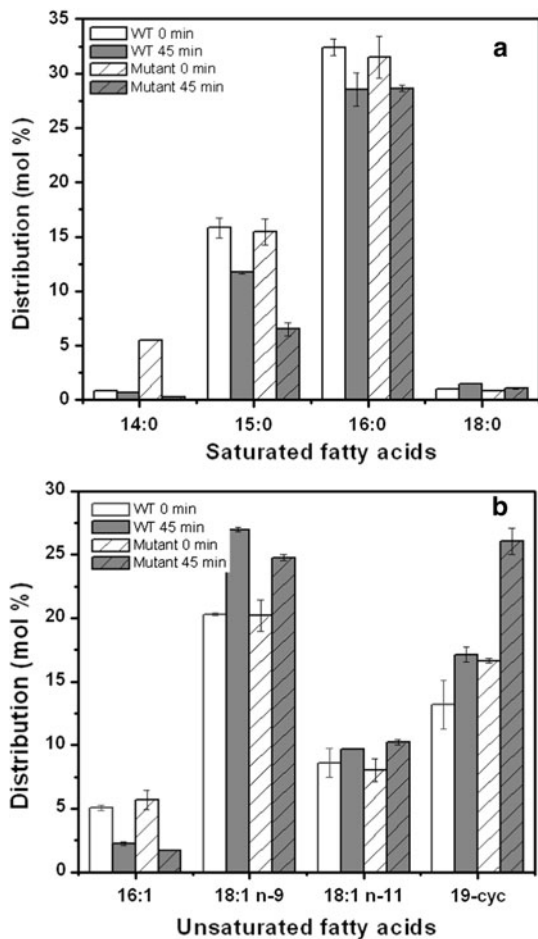 a
WT 0 min
WT 45 min
Mutant 0 min
Mutant 45 min
35
30
25
20
15
10
5
0
Distribution (mol %)
14:0 15:0 16:0 18:0
Saturated fatty acids
b
WT 0 min
WT 45 min
Mutant 0 min
Mutant 45 min
30
25
20
15
10
5
0
Distribution (mol %)
16:1 18:1 n-9 18:1 n-11 19-cyc
Unsaturated fatty acids